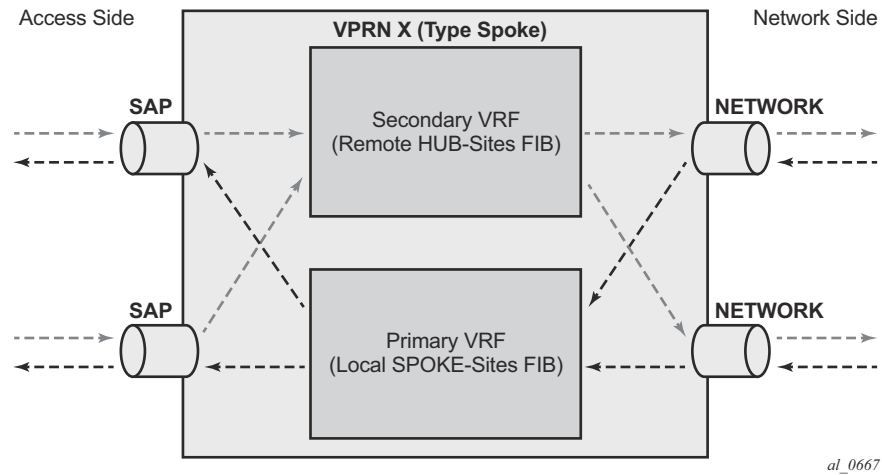 Access Side
VPRN X (Type Spoke)
Network Side
SAP
Secondary VRF
(Remote HUB-Sites FIB)
NETWORK
SAP
Primary VRF
(Local SPOKE-Sites FIB)
NETWORK
al_0667